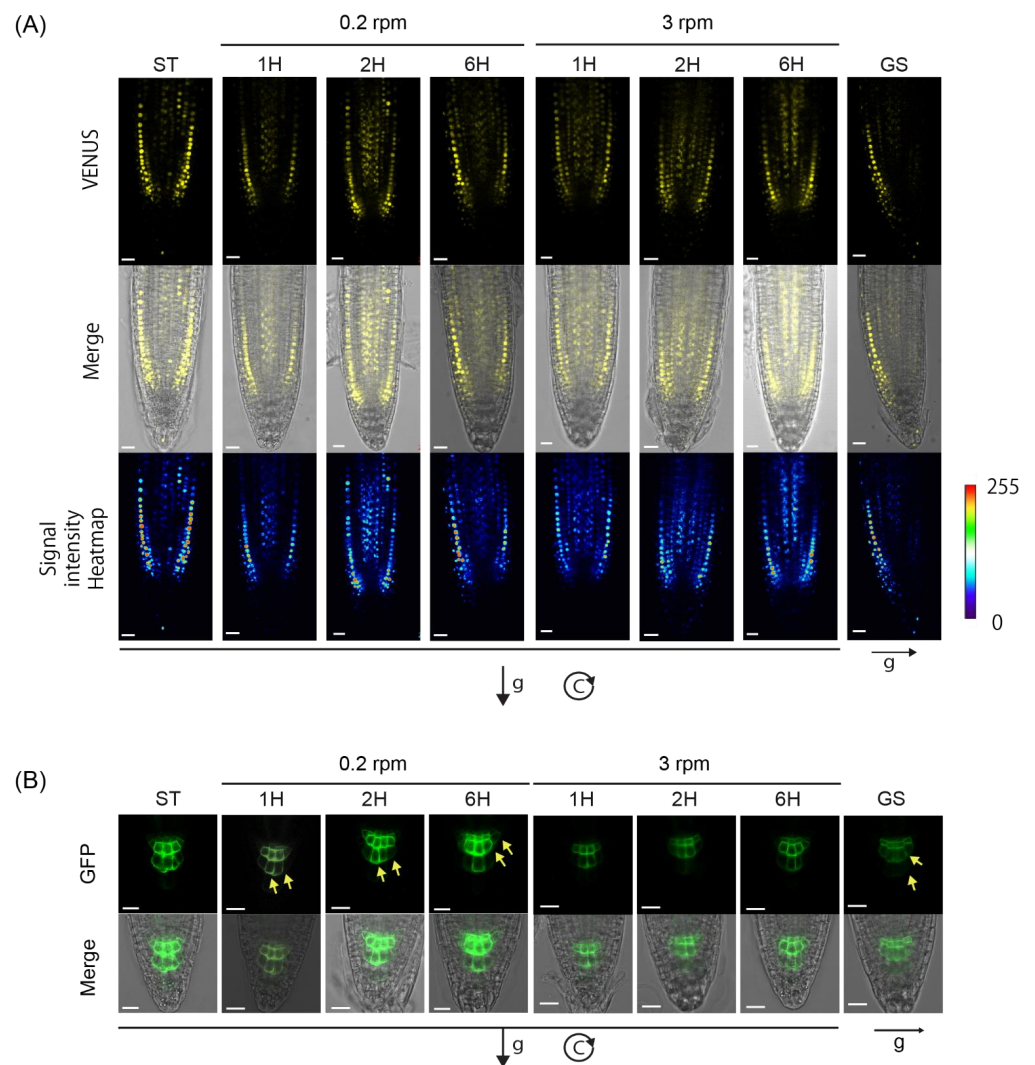 (A)
0.2 rpm
3 rpm
ST
1H
2H
6H
1H
2H
6H
GS
VENUS
Merge
Signal
intensity
Heatmap
255
0
g
g
C
(B)
0.2 rpm
3 rpm
ST
1H
2H
6H
1H
2H
6H
GS
GFP
Merge
g
C
g